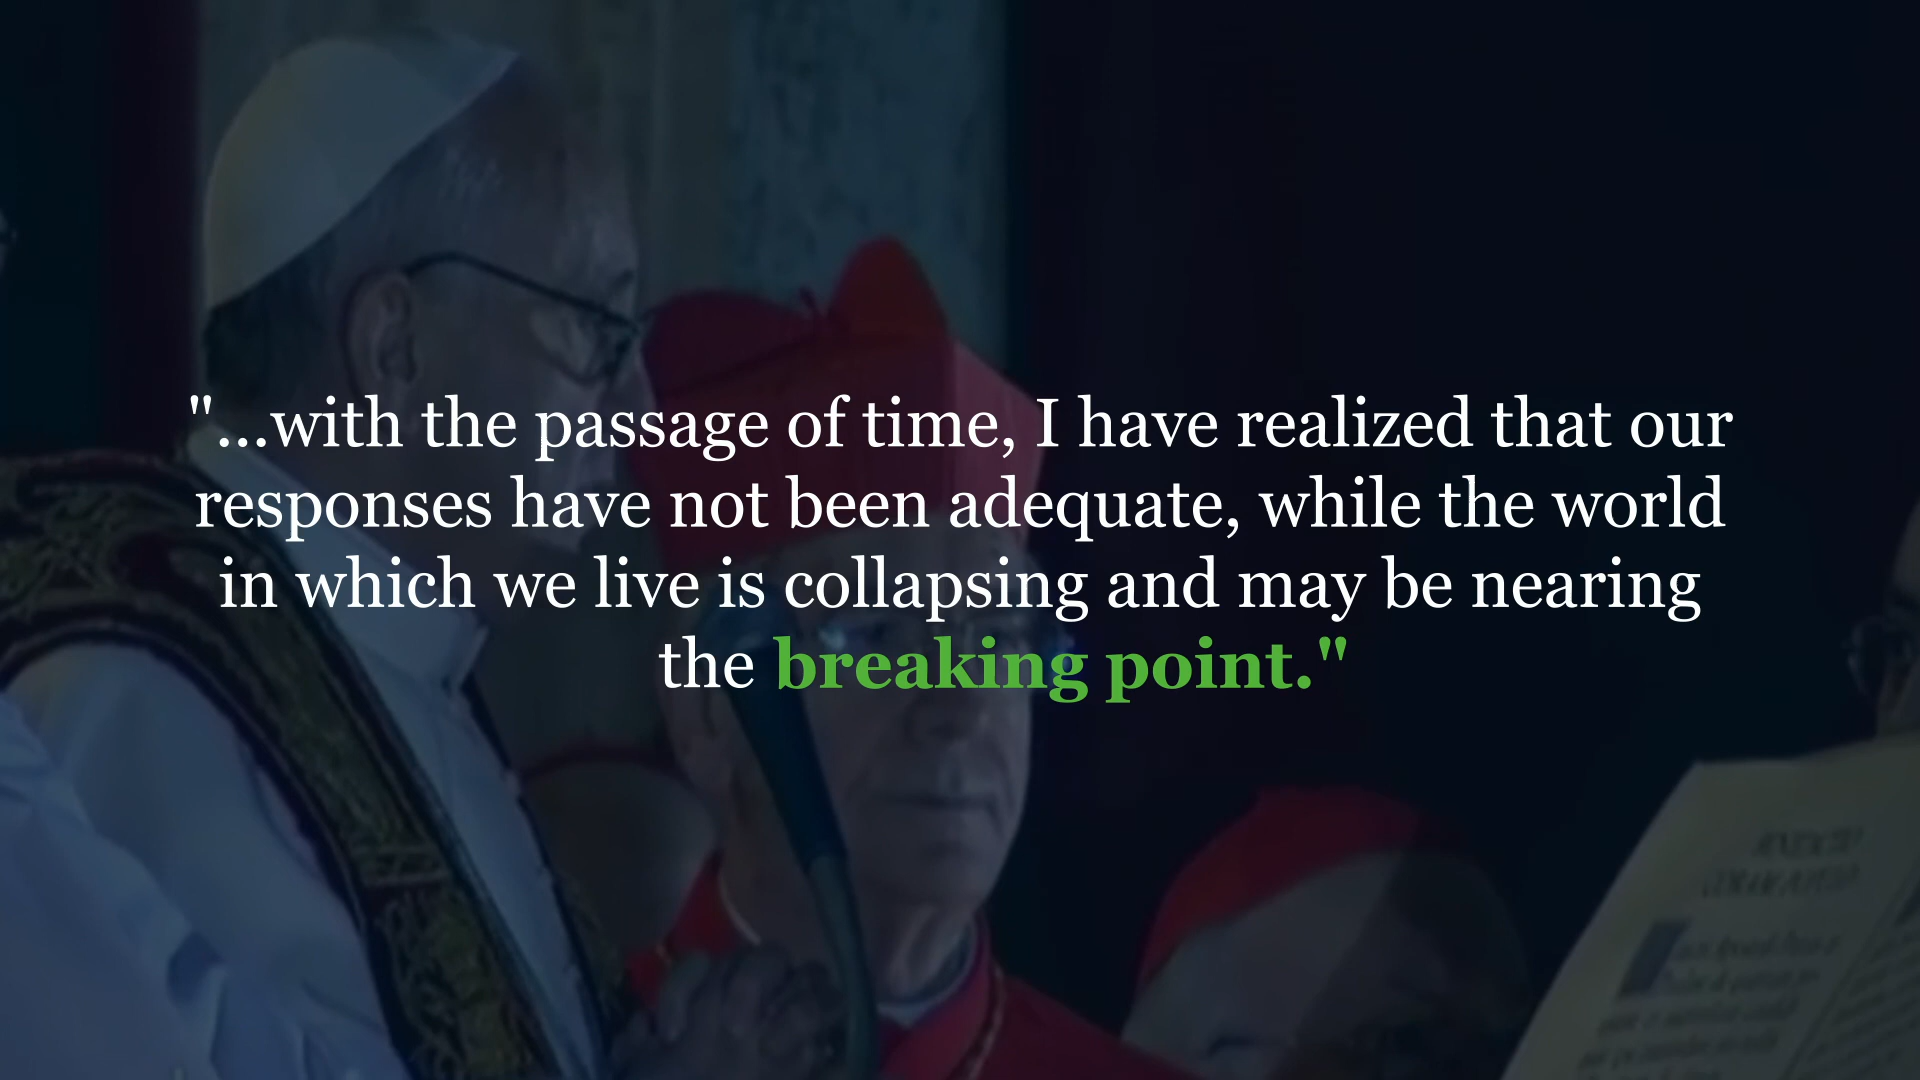 "...with the passage of time, I have realized that our
responses have not been adequate, while the world
in which we live is collapsing and may be nearing
the breaking point."